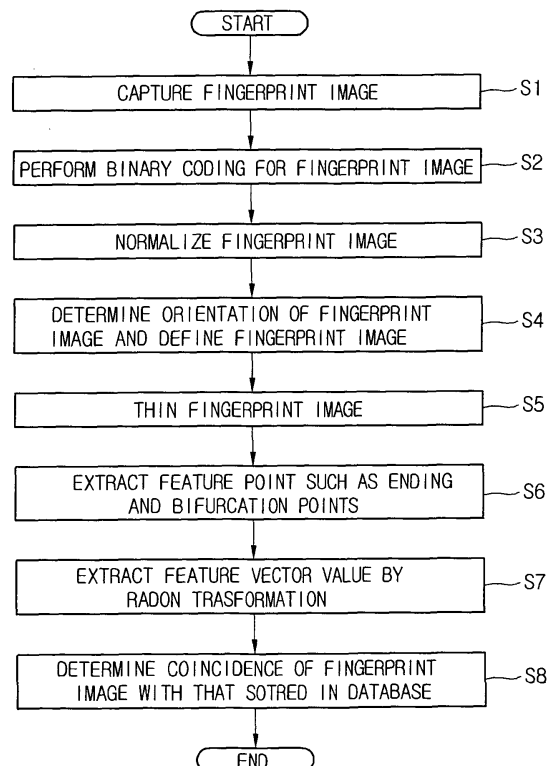 START
CAPTURE FINGERPRINT IMAGE
S1
PERFORM BINARY CODING FOR FINGERPRINT IMAGE
S2
NORMALIZE FINGERPRINT IMAGE
S3
DETERMINE ORIENTATION OF FINGERPRINT
IMAGE AND DEFINE FINGERPRINT IMAGE
S4
THIN FINGERPRINT IMAGE
S5
EXTRACT FEATURE POINT SUCH AS ENDING
AND BIFURCATION POINTS
S6
EXTRACT FEATURE VECTOR VALUE BY
RADON TRASFORMATION
S7
DETERMINE COINCIDENCE OF FINGERPRINT
IMAGE WITH THAT SOTRED IN DATABASE
S8
END